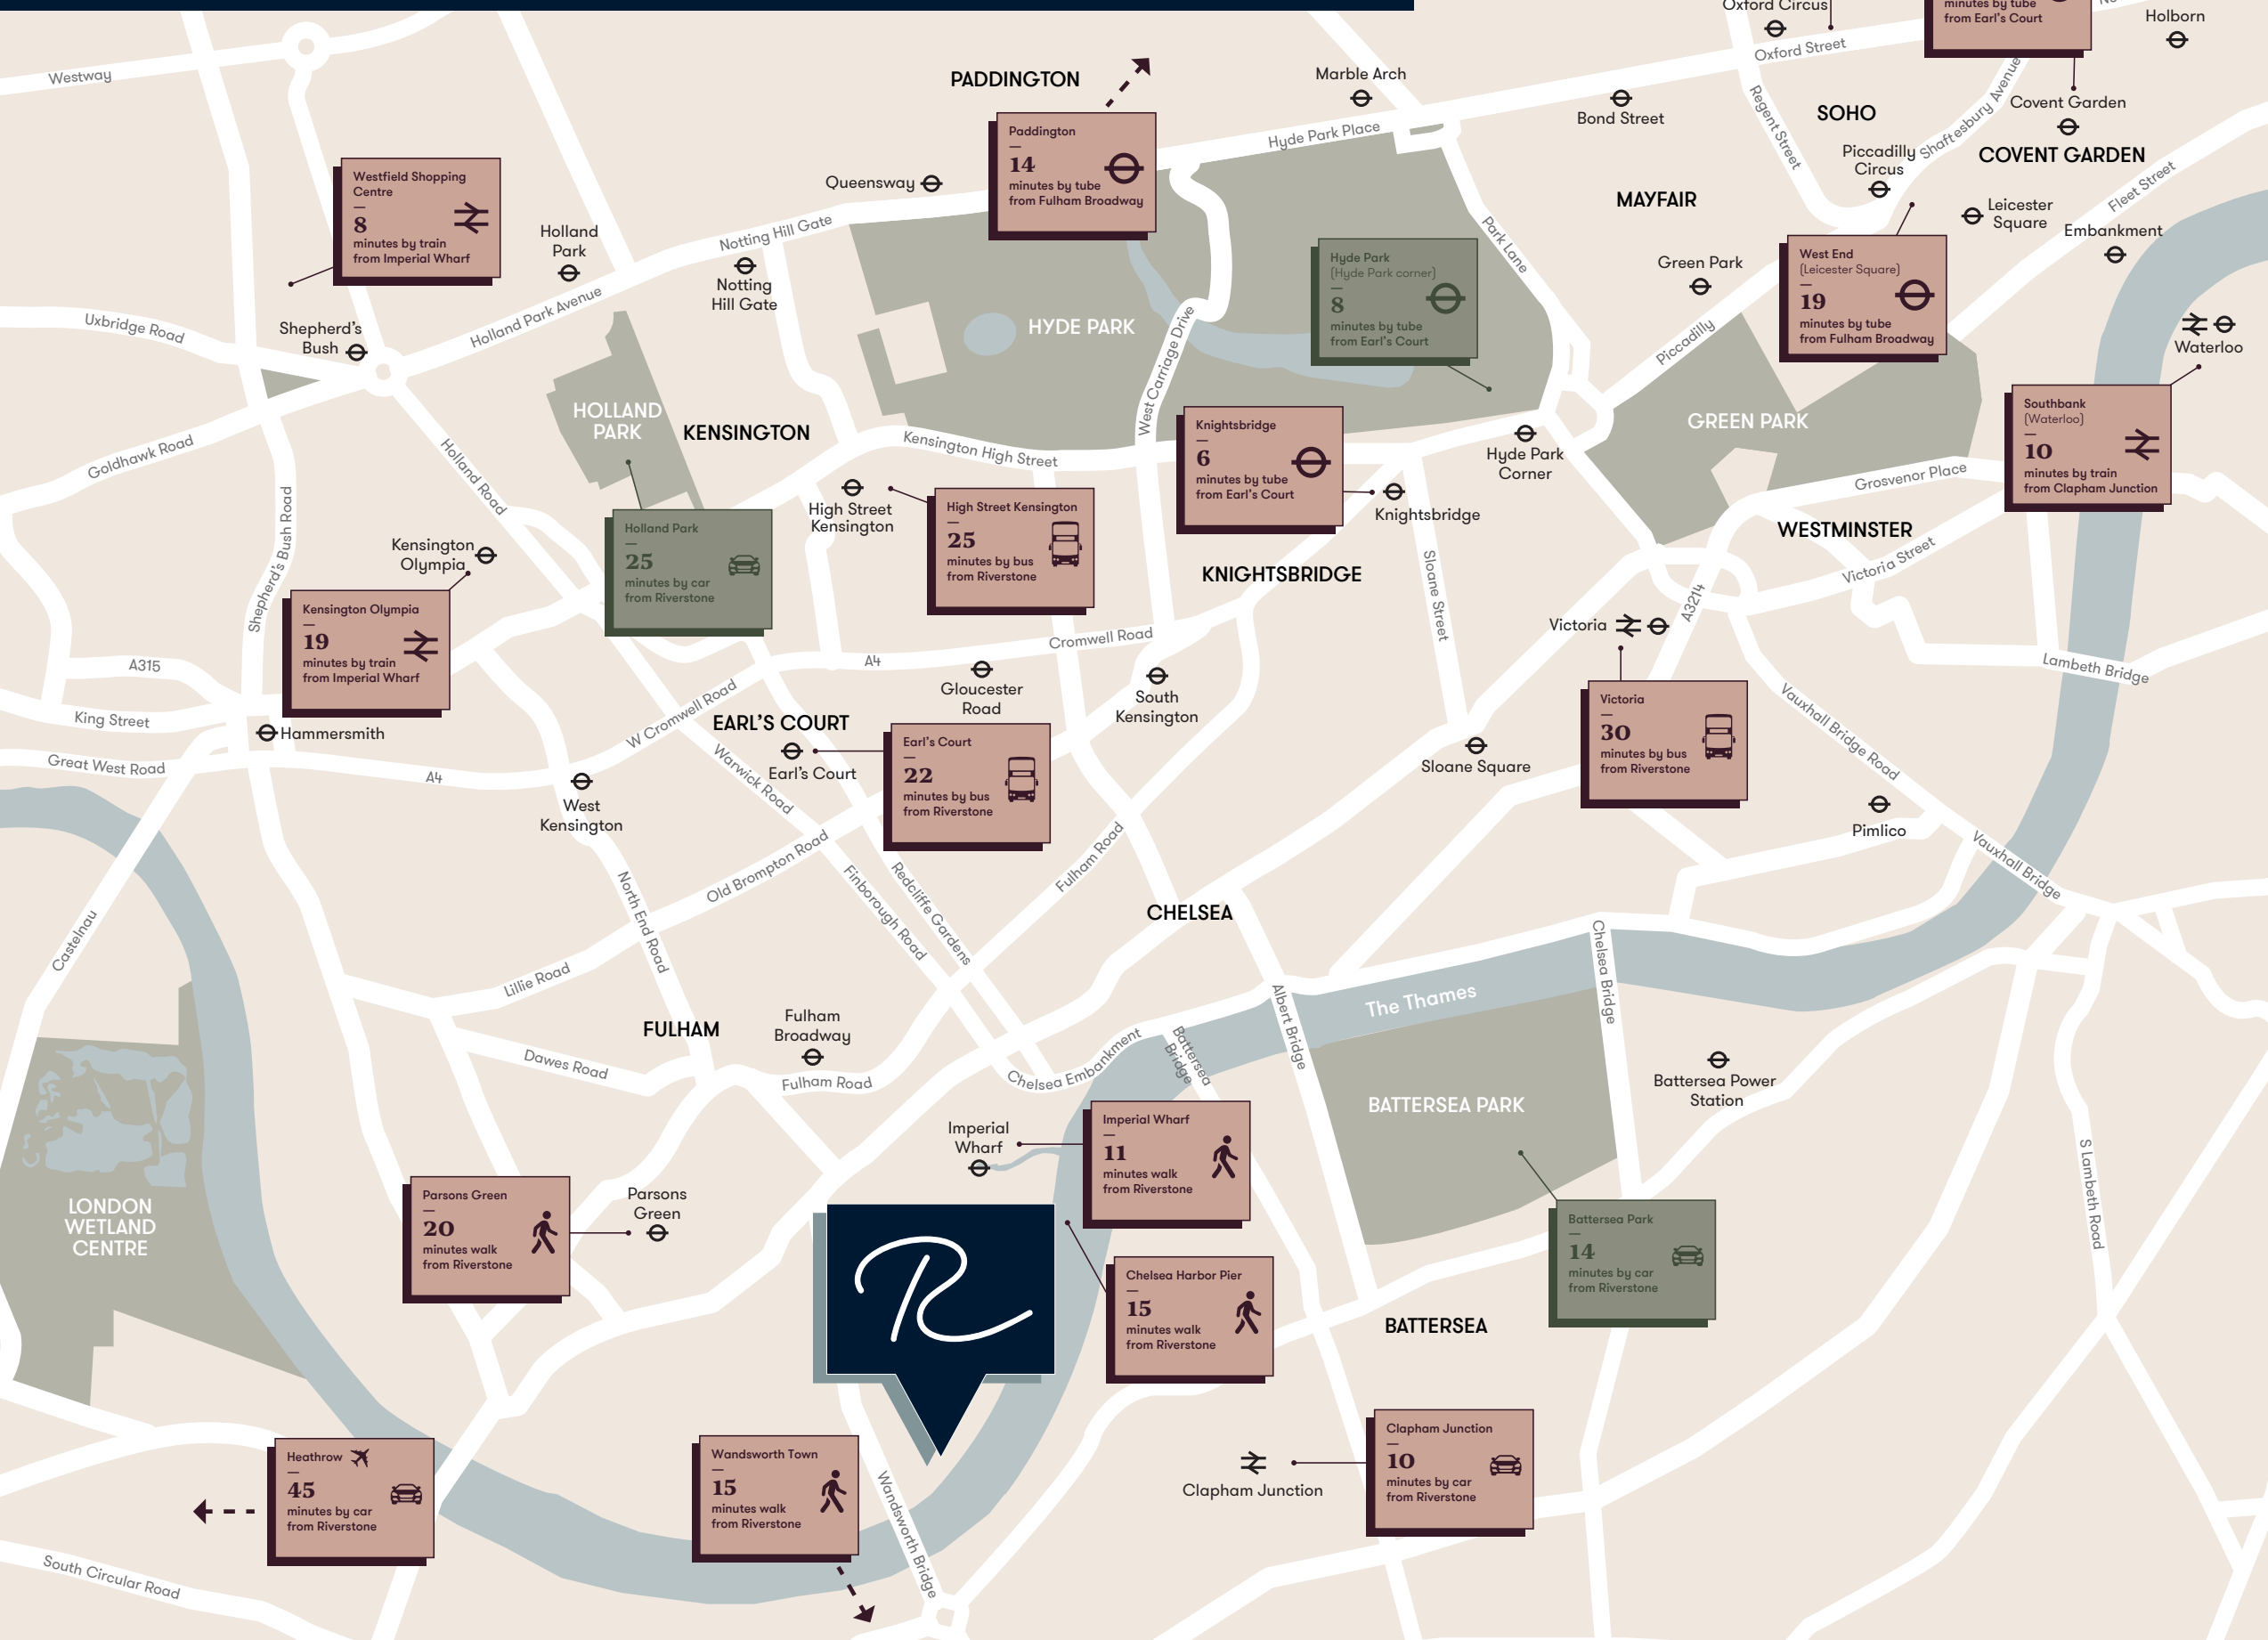 Oxford Circus
minutes by tube
from Earl's Court
Holborn
Oxford Street
Westway
PADDINGTON
Marble Arch
Bond Street
SOHO
Covent Garden
Regent Street
Shaftesbury Avenue
Piccadilly
Circus
COVENT GARDEN
Hyde Park Place
Paddington
14
minutes by tube
from Fulham Broadway
Queensway
Westfield Shopping
Centre
8
minutes by train
from Imperial Wharf
Holland
Park
Notting Hill Gate
Notting
Hill Gate
MAYFAIR
Leicester
Square
Fleet Street
Embankment
Park Lane
Green Park
Hyde Park
(Hyde Park corner)
8
minutes by tube
from Earl's Court
West End
(Leicester Square)
19
minutes by tube
from Fulham Broadway
Uxbridge Road
Shepherd's
Bush
Holland Park Avenue
HYDE PARK
West Carriage Drive
Piccadilly
Waterloo
HOLLAND
PARK
KENSINGTON
Kensington High Street
Knightsbridge
6
minutes by tube
from Earl's Court
Hyde Park
Corner
GREEN PARK
Southbank
(Waterloo)
10
minutes by train
from Clapham Junction
Goldhawk Road
Holland Road
High Street
Kensington
High Street Kensington
25
minutes by bus
from Riverstone
Knightsbridge
Grosvenor Place
WESTMINSTER
Holland Park
25
minutes by car
from Riverstone
Shepherd's Bush Road
Kensington
Olympia
KNIGHTSBRIDGE
Sloane Street
Victoria Street
A3214
Kensington Olympia
19
minutes by train
from Imperial Wharf
Victoria
Cromwell Road
A4
A315
Lambeth Bridge
Gloucester
Road
South
Kensington
Victoria
30
minutes by bus
from Riverstone
Vauxhall Bridge Road
King Street
Hammersmith
W Cromwell Road
EARL'S COURT
Earl's Court
Earl's Court
22
minutes by bus
from Riverstone
Great West Road
A4
Warwick Road
Sloane Square
West
Kensington
Pimlico
Vauxhall Bridge
Old Brompton Road
Fulham Road
Finborough Road
Redcliffe Gardens
North End Road
CHELSEA
Castelnau
Lillie Road
Chelsea Bridge
The Thames
Albert Bridge
FULHAM
Fulham
Broadway
Dawes Road
Fulham Road
Chelsea Embankment
Battersea
Bridge
Battersea Power
Station
BATTERSEA PARK
Imperial
Wharf
Imperial Wharf
11
minutes walk
from Riverstone
S Lambeth Road
LONDON
WETLAND
CENTRE
Parsons Green
20
minutes walk
from Riverstone
Parsons
Green
R
Battersea Park
14
minutes by car
from Riverstone
Chelsea Harbor Pier
15
minutes walk
from Riverstone
BATTERSEA
Clapham Junction
Clapham Junction
10
minutes by car
from Riverstone
Heathrow
45
minutes by car
from Riverstone
Wandsworth Town
15
minutes walk
from Riverstone
Wandsworth Bridge
South Circular Road